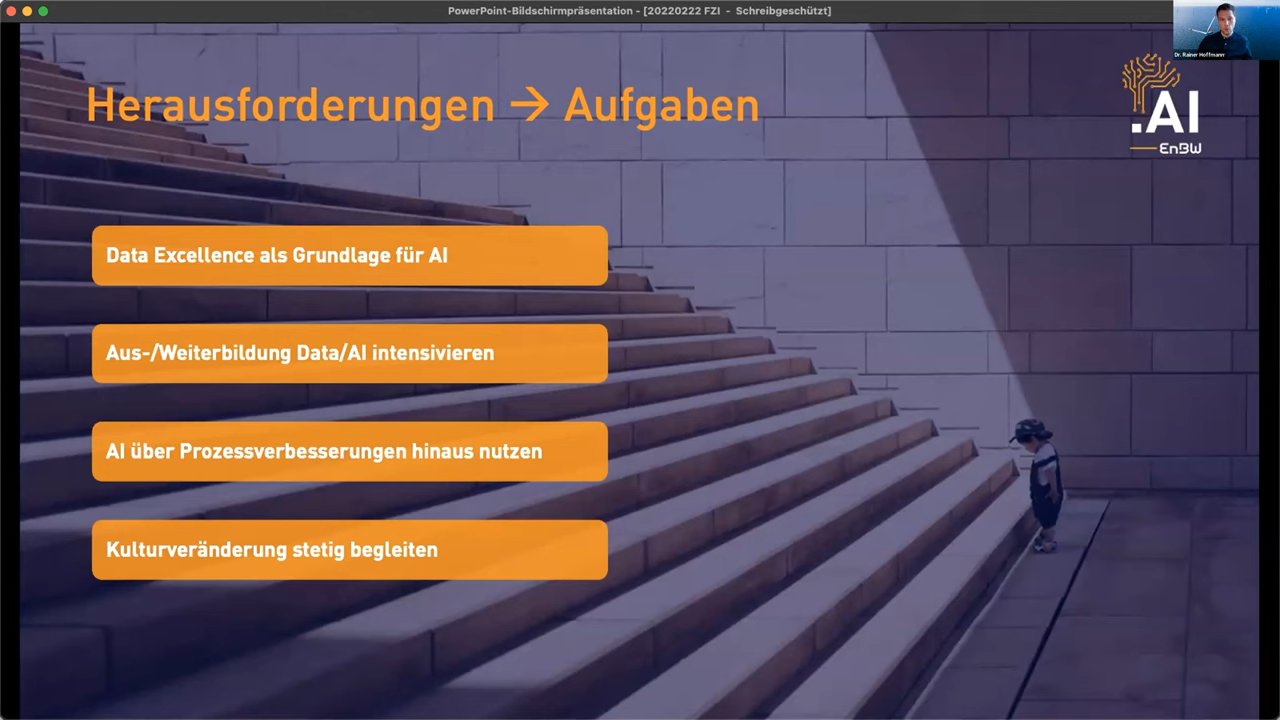 PowerPoint-Bildschirmpräsentation - [20220222 FZI - Schreibgeschützt]
Dr. Rainer Hoffmann
Herausforderungen → Aufgaben
.AI
EnBW
Data Excellence als Grundlage für AI
Aus-/Weiterbildung Data/AI intensivieren
AI über Prozessverbesserungen hinaus nutzen
Kulturveränderung stetig begleiten